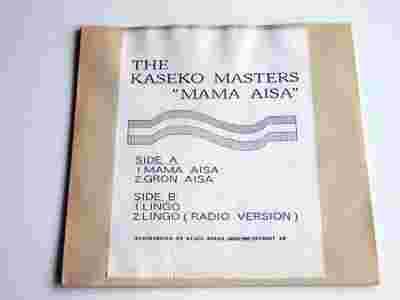 THE
KASEKO MASTERS
"MAMA AISA"
SIDE A
1.MAMA AISA
2.GRON AISA
SIDE B
1.LINGO
2.LINGO ( RADIO VERSION )